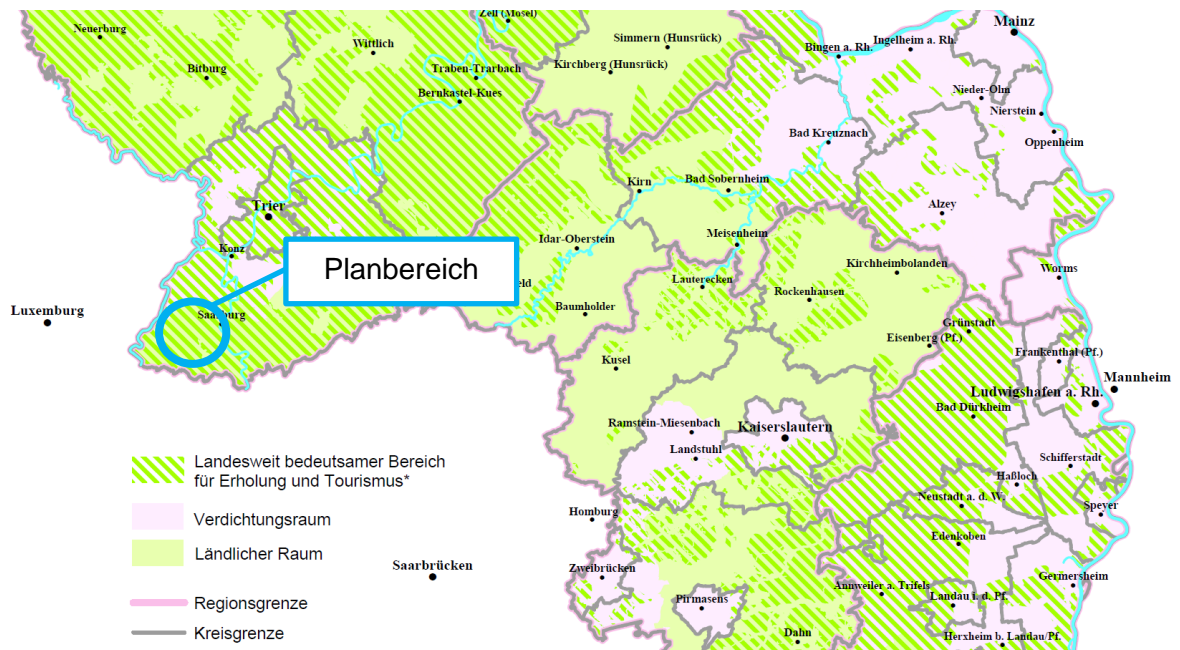 Zell (Mosel)
Mainz
Neuerburg
Wittlich
Simmern (Hunsrück)
Bingen a. Rh.
Ingelheim a. Rh.
Bitburg
Traben-Trarbach
Kirchberg (Hunsrück)
Bernkastel-Kues
Nieder-Olm
Nierstein
Bad Kreuznach
Oppenheim
Kirn
Bad Sobernheim
Trier
Alzey
Konz
Idar-Oberstein
Meisenheim
Planbereich
Kirchheimbolanden
Worms
eld
Lauterecken
Rockenhausen
Luxemburg
Saarburg
Baumholder
Grünstadt
Eisenberg (Pf.)
Frankenthal (Pf.)
Kusel
Mannheim
Ludwigshafen a. Rh.
Bad Dürkheim
Ramstein-Miesenbach
Kaiserslautern
Landstuhl
Schifferstadt
Haßloch
Neustadt a. d. W.
Speyer
Homburg
Edenkoben
Saarbrücken
Zweibrücken
Annweiler a. Trifels
Germersheim
Pirmasens
Landau i. d. Pf.
Dahn
Herxheim b. Landau/Pf.
Landesweit bedeutsamer Bereich
für Erholung und Tourismus*
Verdichtungsraum
Ländlicher Raum
Regionsgrenze
Kreisgrenze